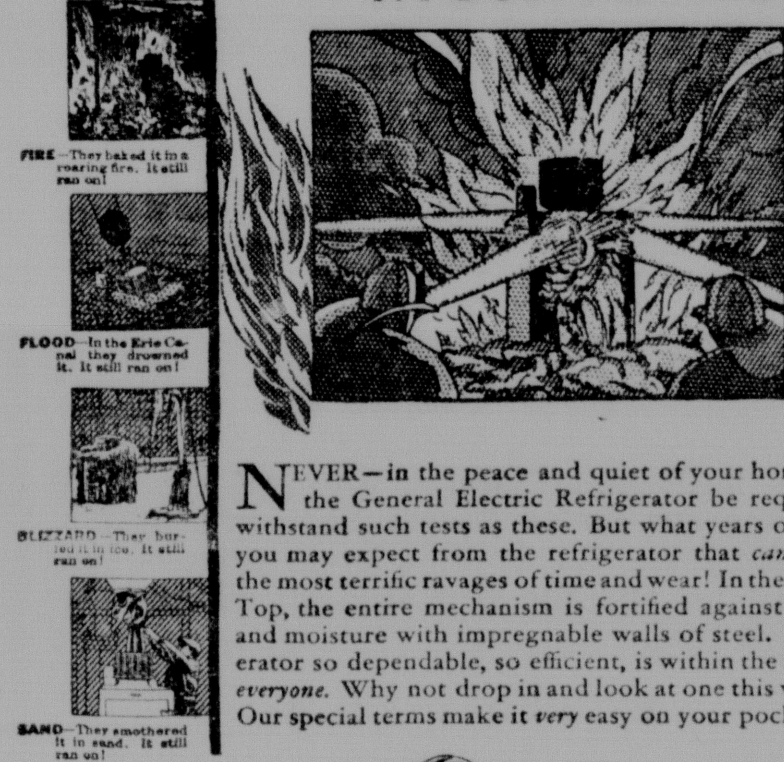 FIRE—They baked it in a
roaring fire. It still
ran on!
FLOOD—In the Erie Ca-
nal they drowned
it. It still ran on!
BLIZZARD—They bur-
ied it in ice. It still
ran on!
SAND—They smothered
it in sand. It still
ran on!
NEVER—in the peace and quiet of your ho
the General Electric Refrigerator be req
withstand such tests as these. But what years o
you may expect from the refrigerator that can
the most terrific ravages of time and wear! In the
Top, the entire mechanism is fortified against
and moisture with impregnable walls of steel.
erator so dependable, so efficient, is within the
everyone. Why not drop in and look at one this w
Our special terms make it very easy on your pock